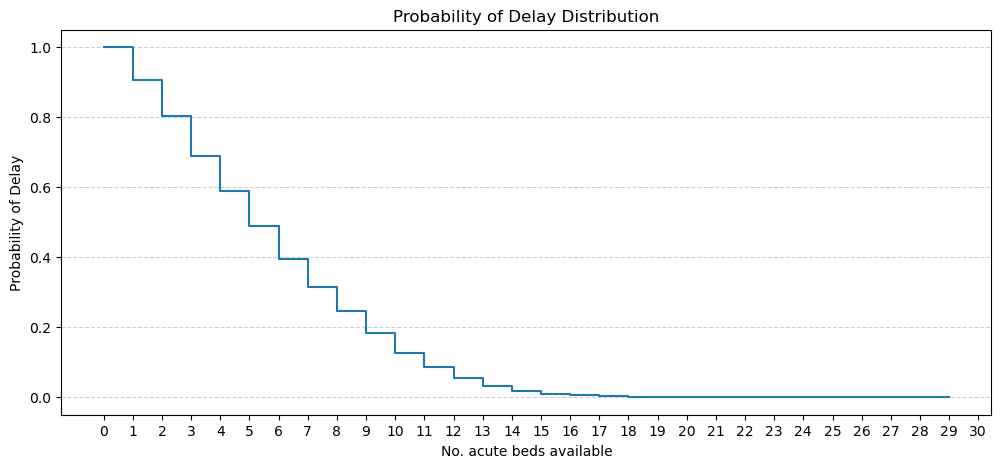 Probability of Delay Distribution
Probability of Delay
1.0
0.8
0.6
0.4
0.2
0.0
0 1 2 3 4 5 6 7 8 9 10 11 12 13 14 15 16 17 18 19 20 21 22 23 24 25 26 27 28 29 30
No. acute beds available